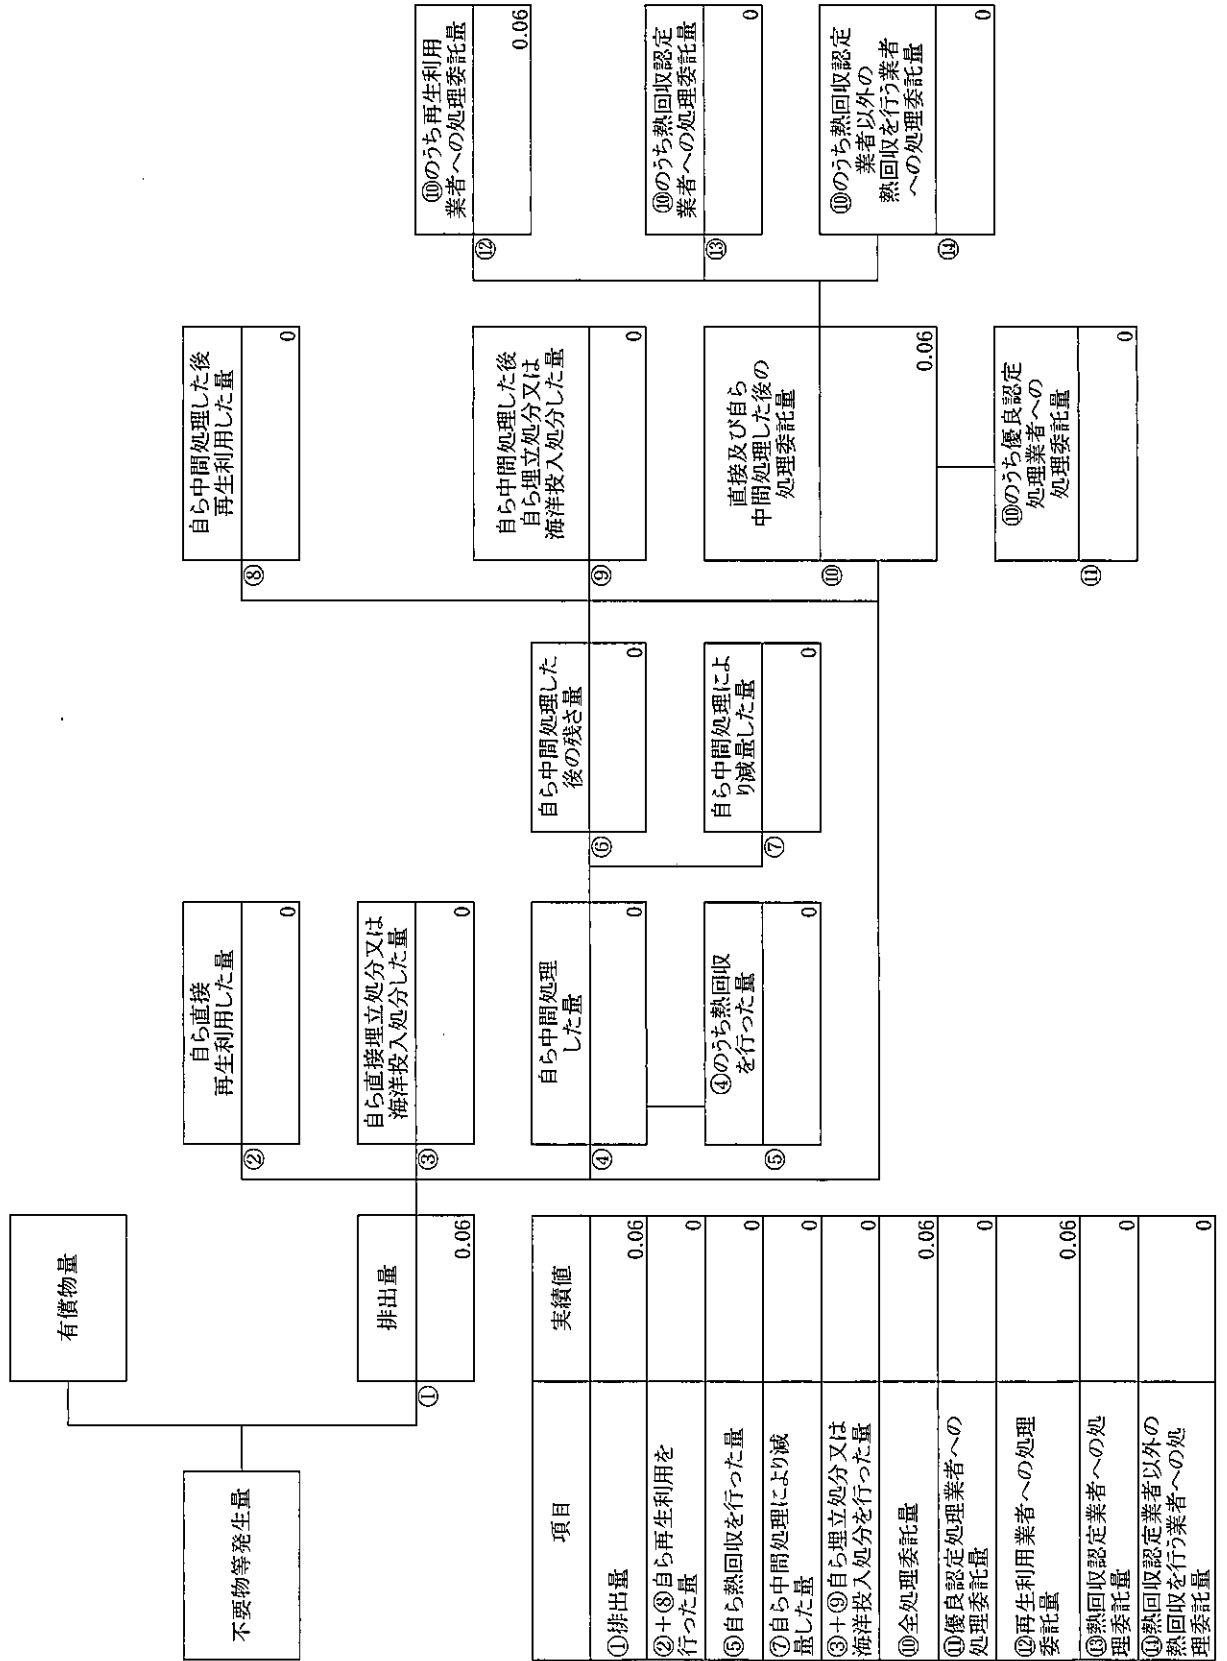 不要物等発生量
有償物量
①
排出量
0.06
②
自ら直接
再生利用した量
0
③
自ら直接埋立処分又は
海洋投入処分した量
0
④
自ら中間処理
した量
0
⑤
④のうち熱回収
を行った量
0
⑥
自ら中間処理した
後の残さ量
0
⑦
自ら中間処理によ
り減量した量
0
⑧
自ら中間処理した後
再生利用した量
0
⑨
自ら中間処理した後
自ら埋立処分又は
海洋投入処分した量
0
⑩
直接及び自ら
中間処理した後の
処理委託量
0.06
⑪
⑩のうち優良認定
処理業者への
処理委託量
0
⑫
⑩のうち再生利用
業者への処理委託量
0.06
⑬
⑩のうち熱回収認定
業者への処理委託量
0
⑭
⑩のうち熱回収認定
業者以外の
熱回収を行う業者
への処理委託量
0
項目 実績値
①排出量 0.06
②+⑧自ら再生利用を
行った量 0
⑤自ら熱回収を行った量 0
⑦自ら中間処理により減
量した量 0
③+⑨自ら埋立処分又は
海洋投入処分を行った量 0
⑩全処理委託量 0.06
⑪優良認定処理業者への
処理委託量 0
⑫再生利用業者への処理
委託量 0.06
⑬熱回収認定業者への処
理委託量 0
⑭熱回収認定業者以外の
熱回収を行う業者への処
理委託量 0